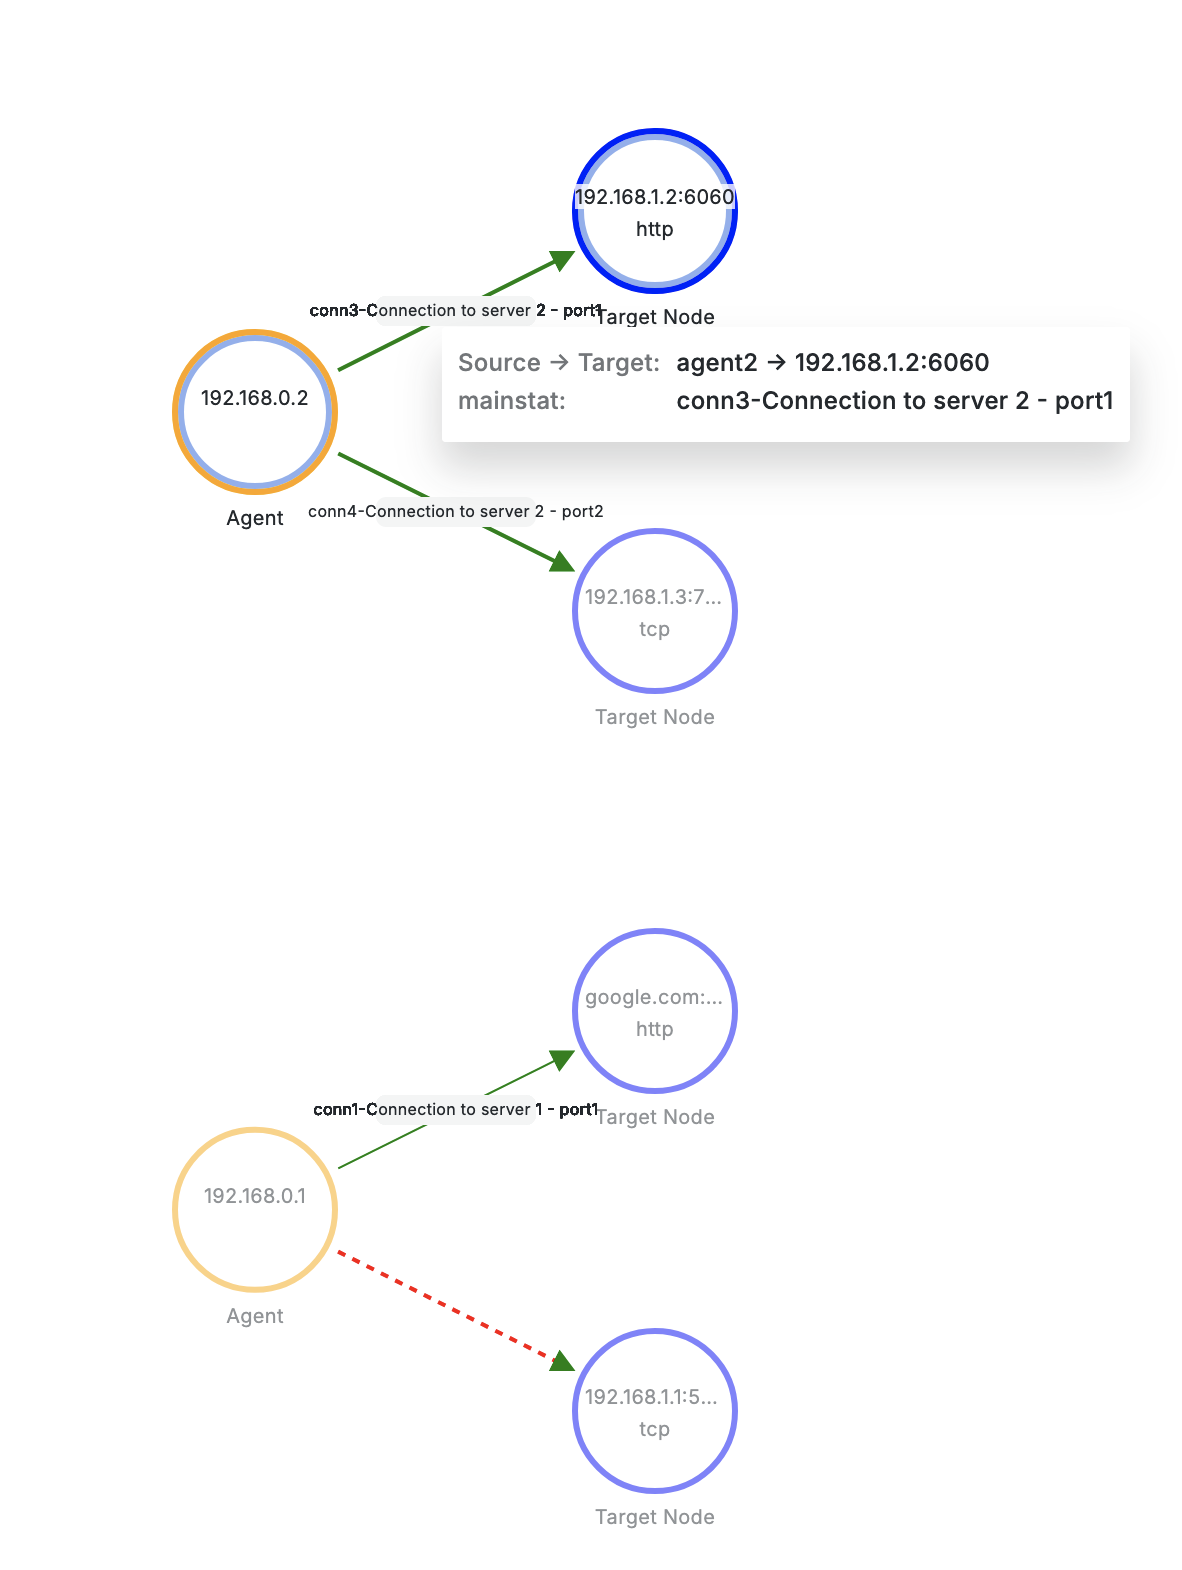 192.168.1.2:6060
http
conn3-Connection to server 2 - port1
Target Node
Source → Target: agent2 → 192.168.1.2:6060
mainstat: conn3-Connection to server 2 - port1
192.168.0.2
Agent
conn4-Connection to server 2 - port2
192.168.1.3:7...
tcp
Target Node
google.com:...
http
conn1-Connection to server 1 - port1
Target Node
192.168.0.1
Agent
192.168.1.1:5...
tcp
Target Node